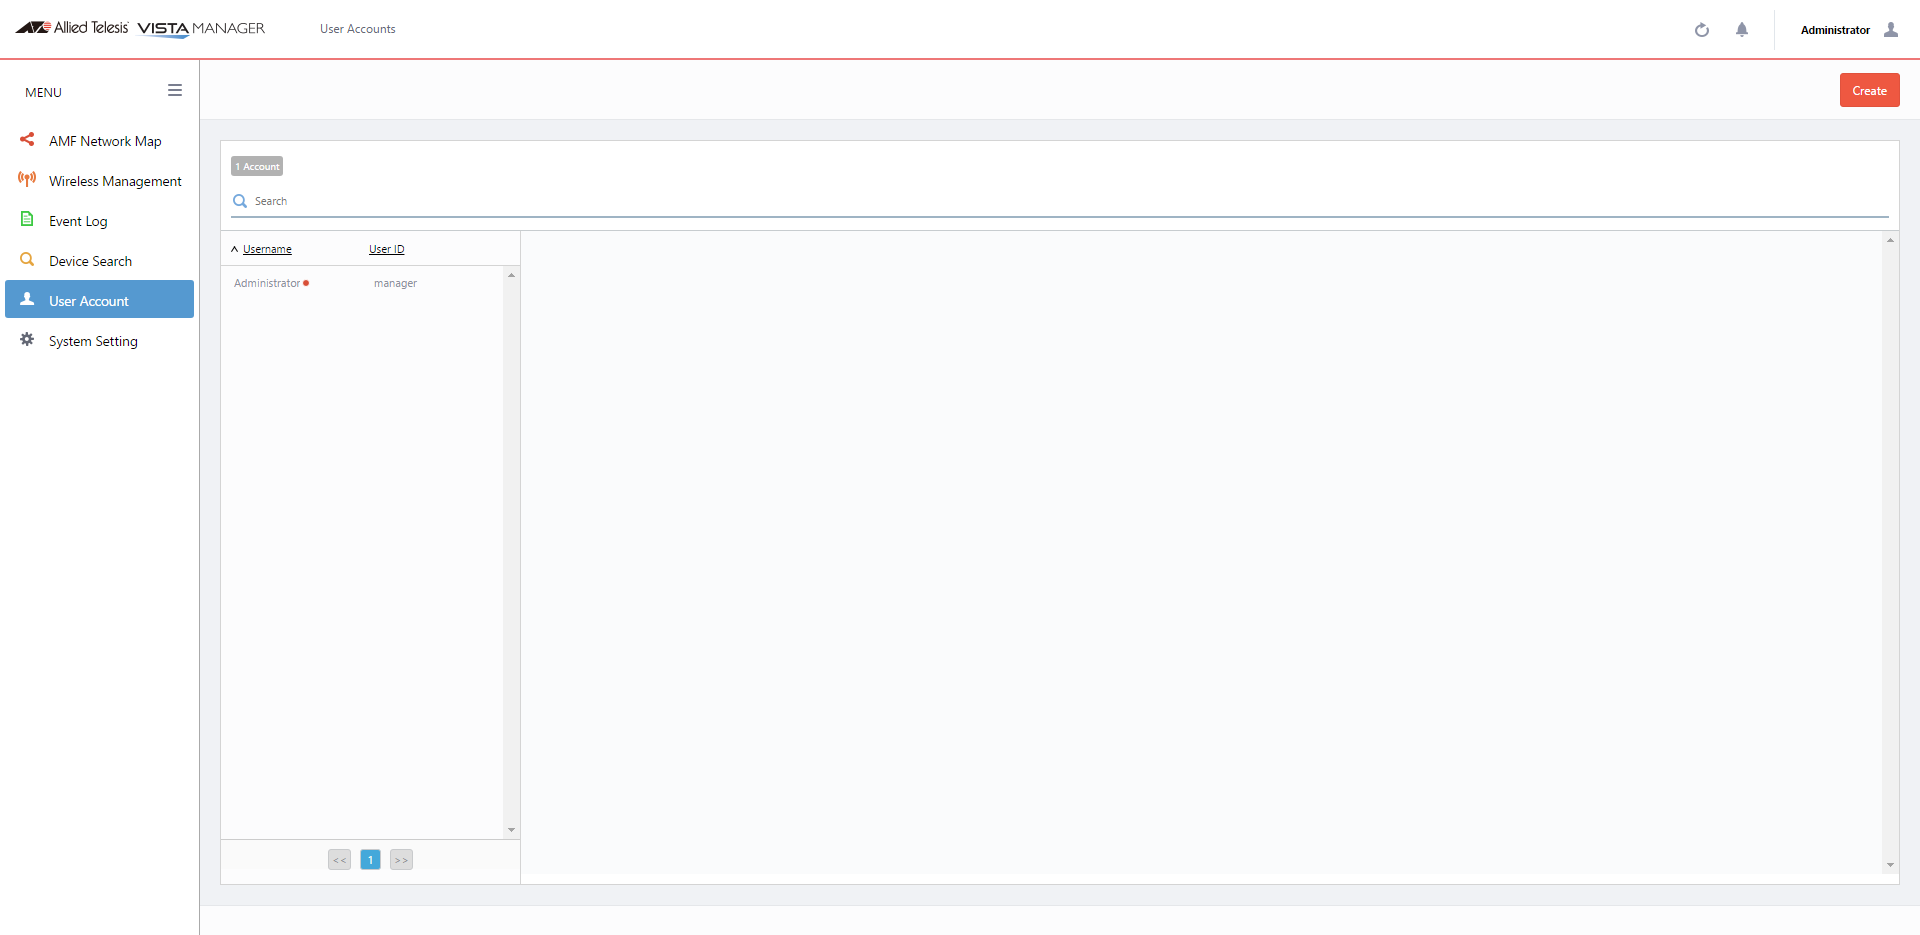 Allied Telesis VISTA MANAGER
User Accounts
Administrator
MENU
Create
AMF Network Map
Wireless Management
Event Log
Device Search
User Account
System Setting
1 Account
Search
Username User ID
Administrator manager
<< 1 >>